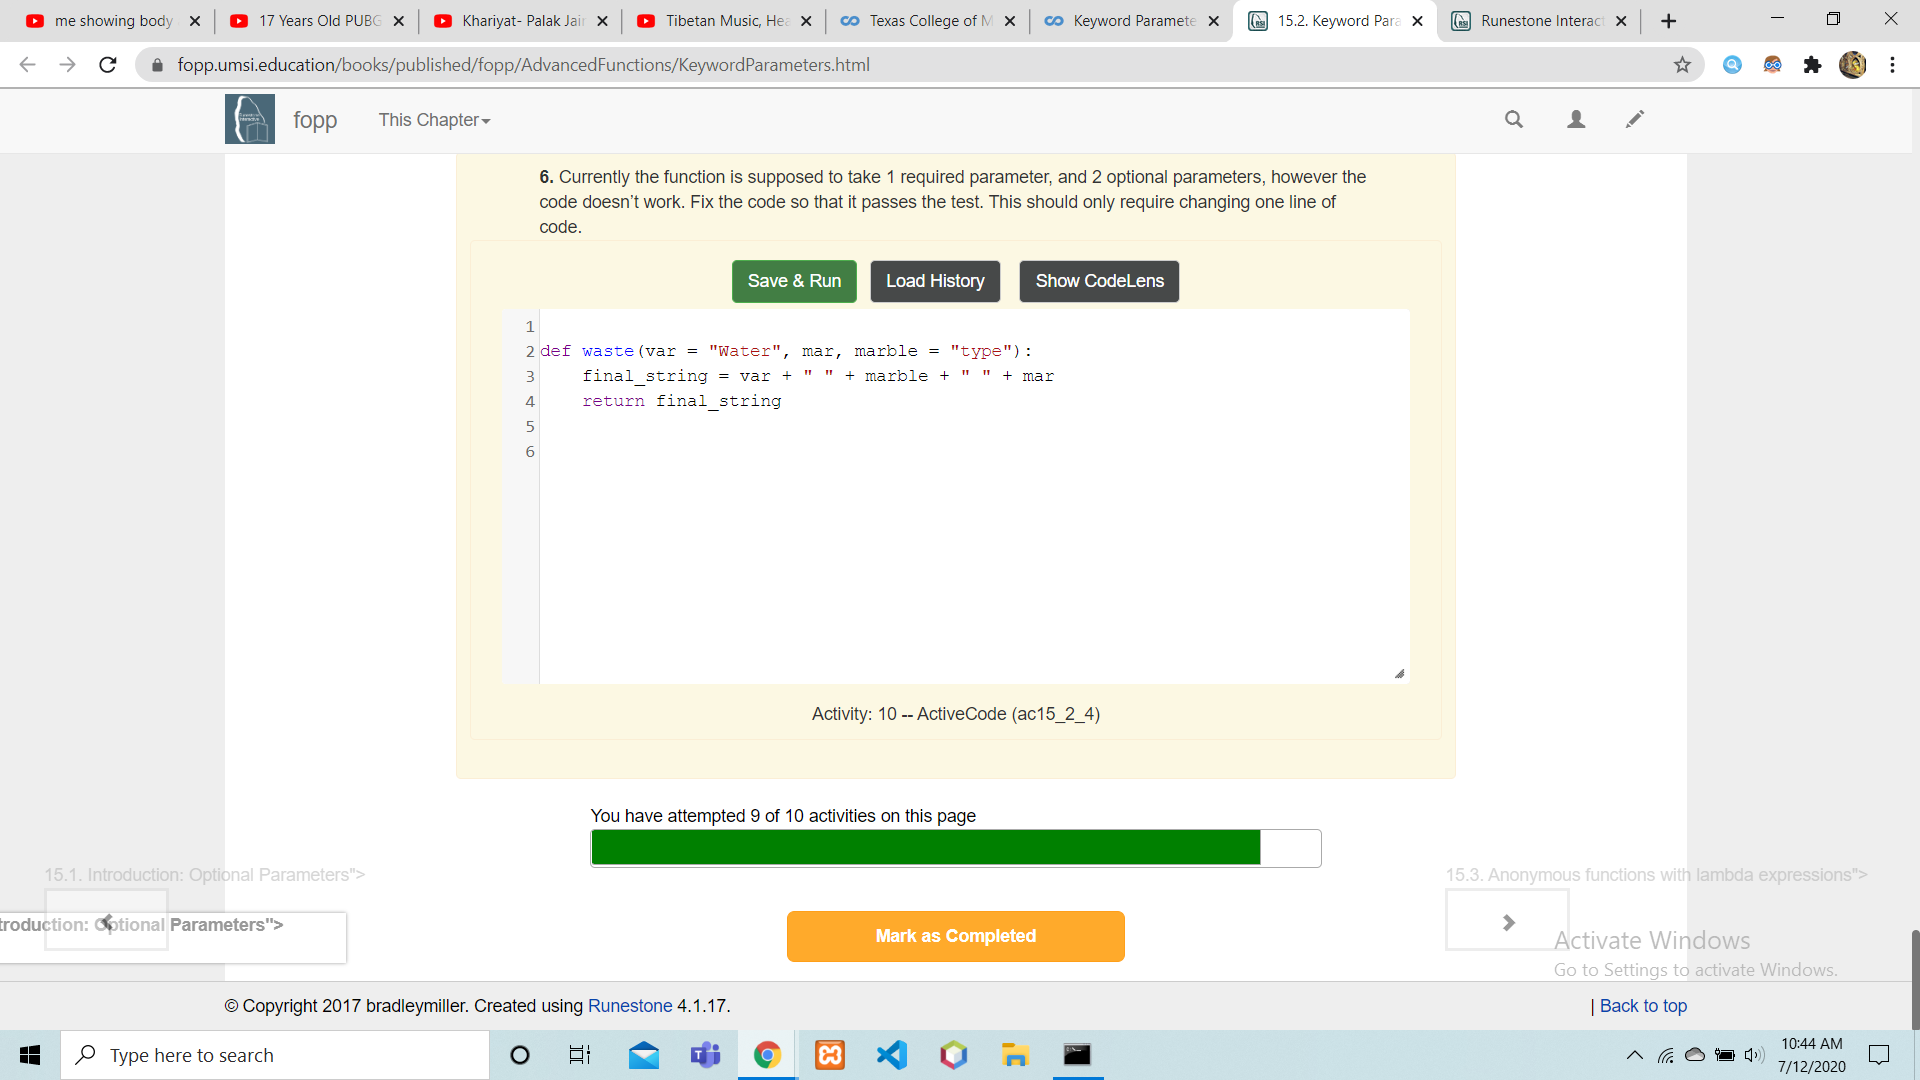 me showing body
17 Years Old PUBG
Khariyat- Palak Jain
Tibetan Music, Hea
Texas College of M
Keyword Paramete
15.2. Keyword Para
Runestone Interact
fopp.umsi.education/books/published/fopp/AdvancedFunctions/KeywordParameters.html
fopp
This Chapter
6. Currently the function is supposed to take 1 required parameter, and 2 optional parameters, however the
code doesn't work. Fix the code so that it passes the test. This should only require changing one line of
code.
Save & Run
Load History
Show CodeLens
1
2 def waste(var = "Water", mar, marble = "type"):
3     final_string = var + " " + marble + " " + mar
4     return final_string
5
6
Activity: 10 -- ActiveCode (ac15_2_4)
You have attempted 9 of 10 activities on this page
15.1. Introduction: Optional Parameters">
15.3. Anonymous functions with lambda expressions">
troduction: Optional Parameters">
Mark as Completed
Activate Windows
Go to Settings to activate Windows.
© Copyright 2017 bradleymiller. Created using Runestone 4.1.17.
| Back to top
Type here to search
10:44 AM
7/12/2020